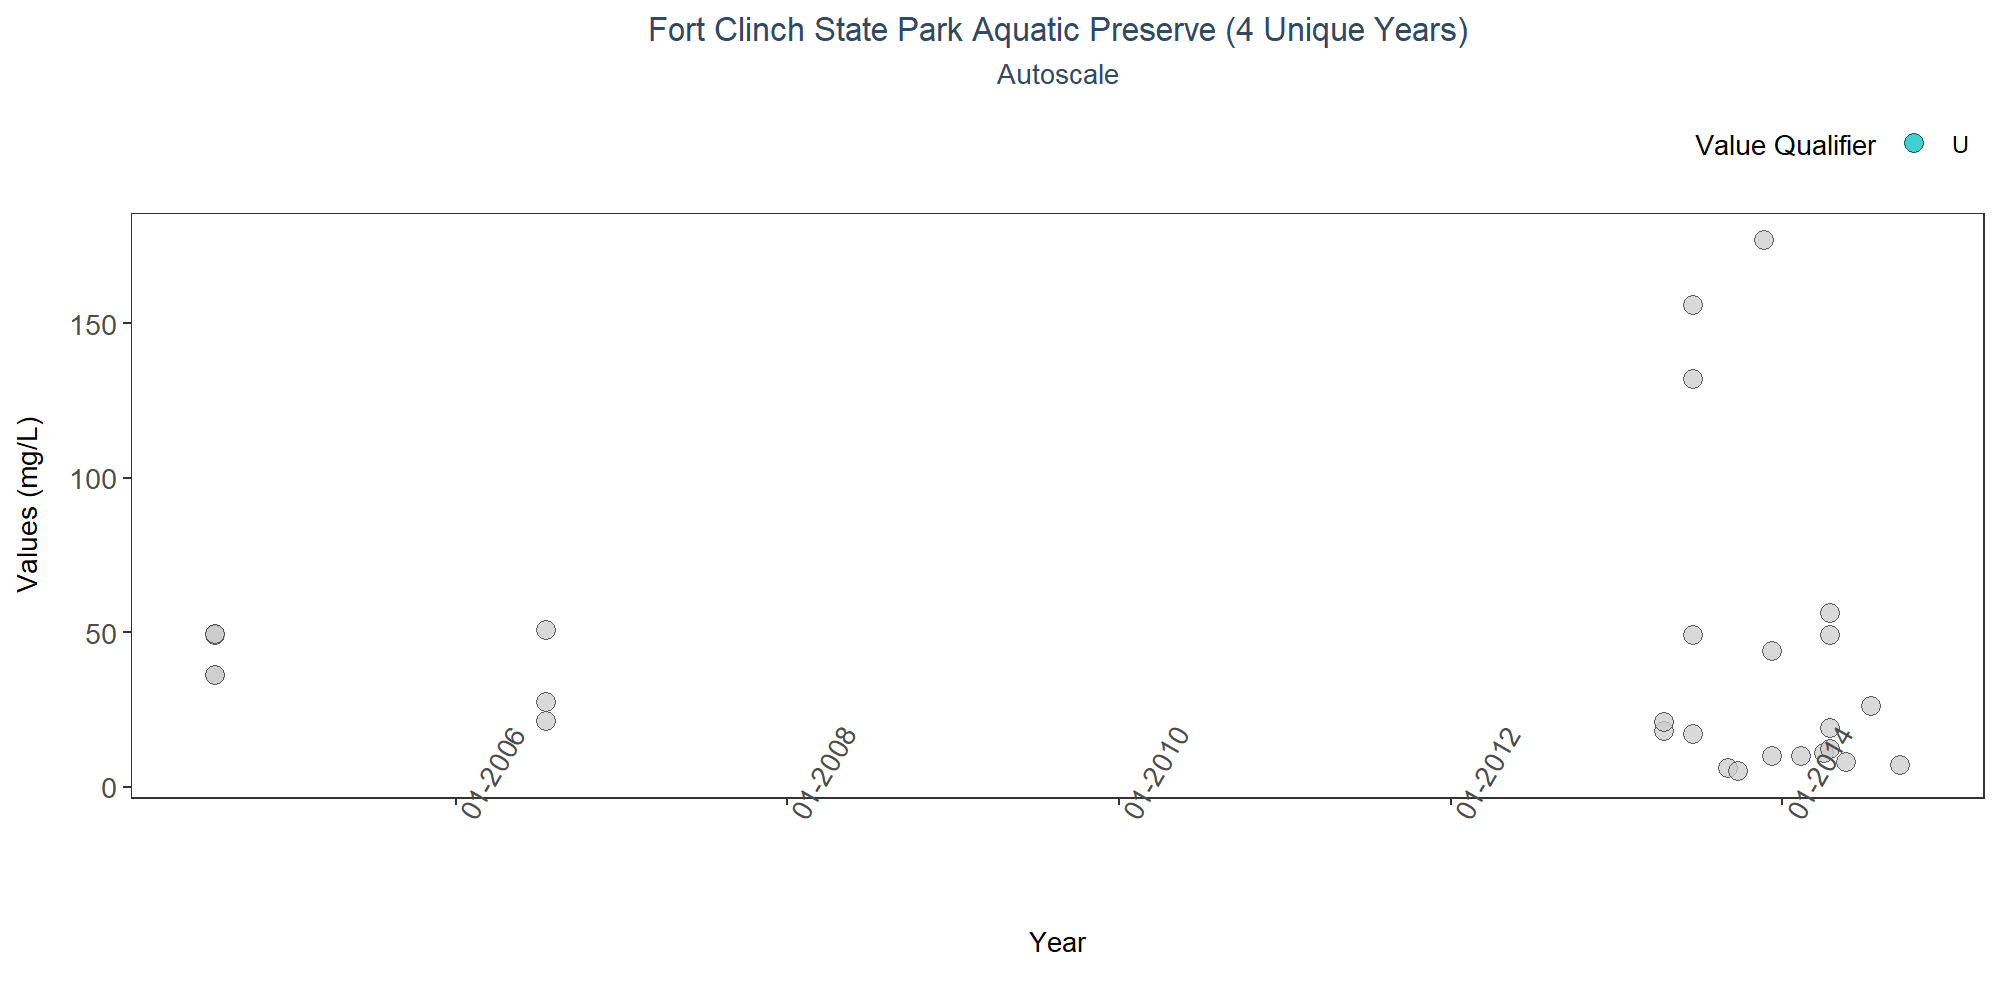 Fort Clinch State Park Aquatic Preserve (4 Unique Years)
Autoscale
Value Qualifier U
Values (mg/L)
150
100
50
0
01-2006
01-2008
01-2010
01-2012
01-2014
Year